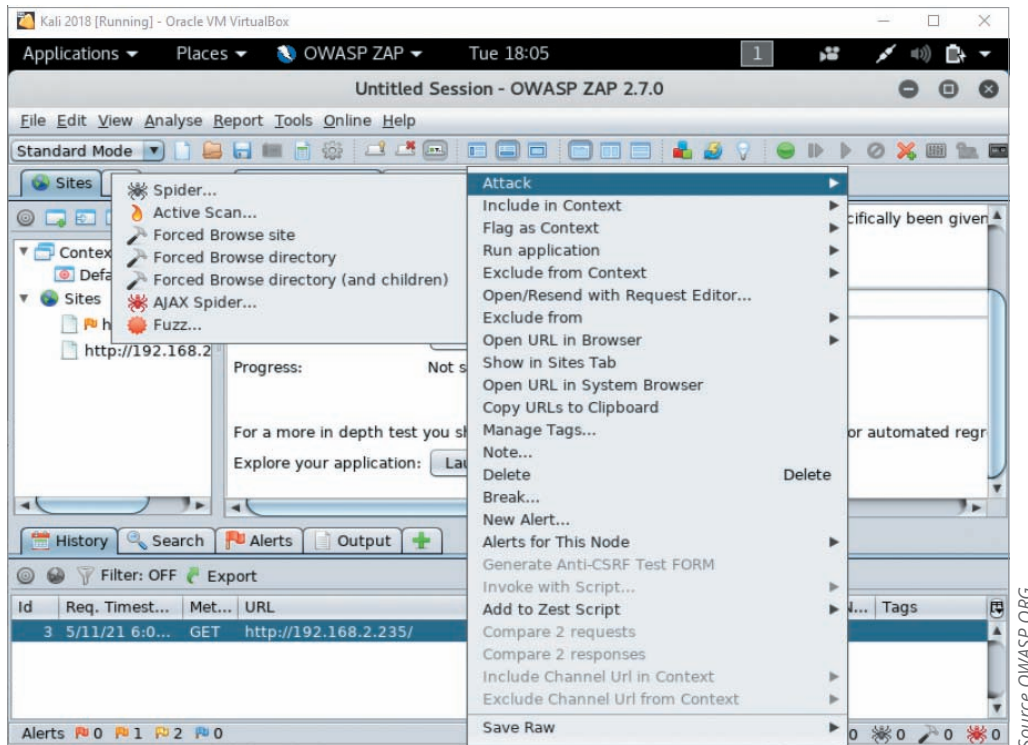 Kali 2018 [Running] - Oracle VM VirtualBox
Applications Places OWASP ZAP Tue 18:05 1
Untitled Session - OWASP ZAP 2.7.0
File Edit View Analyse Report Tools Online Help
Standard Mode
Sites
Spider...
Active Scan...
Forced Browse site
Forced Browse directory
Forced Browse directory (and children)
AJAX Spider...
Fuzz...
Contex
Defa
Sites
h
http://192.168.2
Attack
Include in Context
Flag as Context
Run application
Exclude from Context
Open/Resend with Request Editor...
Exclude from
Open URL in Browser
Show in Sites Tab
Open URL in System Browser
Copy URLs to Clipboard
Manage Tags...
Note...
Delete Delete
Break...
New Alert...
Alerts for This Node
Generate Anti-CSRF Test FORM
Invoke with Script...
Add to Zest Script
Compare 2 requests
Compare 2 responses
Include Channel Url in Context
Exclude Channel Url from Context
Save Raw
cifically been given
Progress: Not s
For a more in depth test you sh
or automated regr
Explore your application: Lau
History Search Alerts Output
Filter: OFF Export
Id Req. Timest... Met... URL
N... Tags
3 5/11/21 6:0... GET http://192.168.2.235/
Alerts 0 1 2 0
0 0 0 0
Source OWASP.ORG